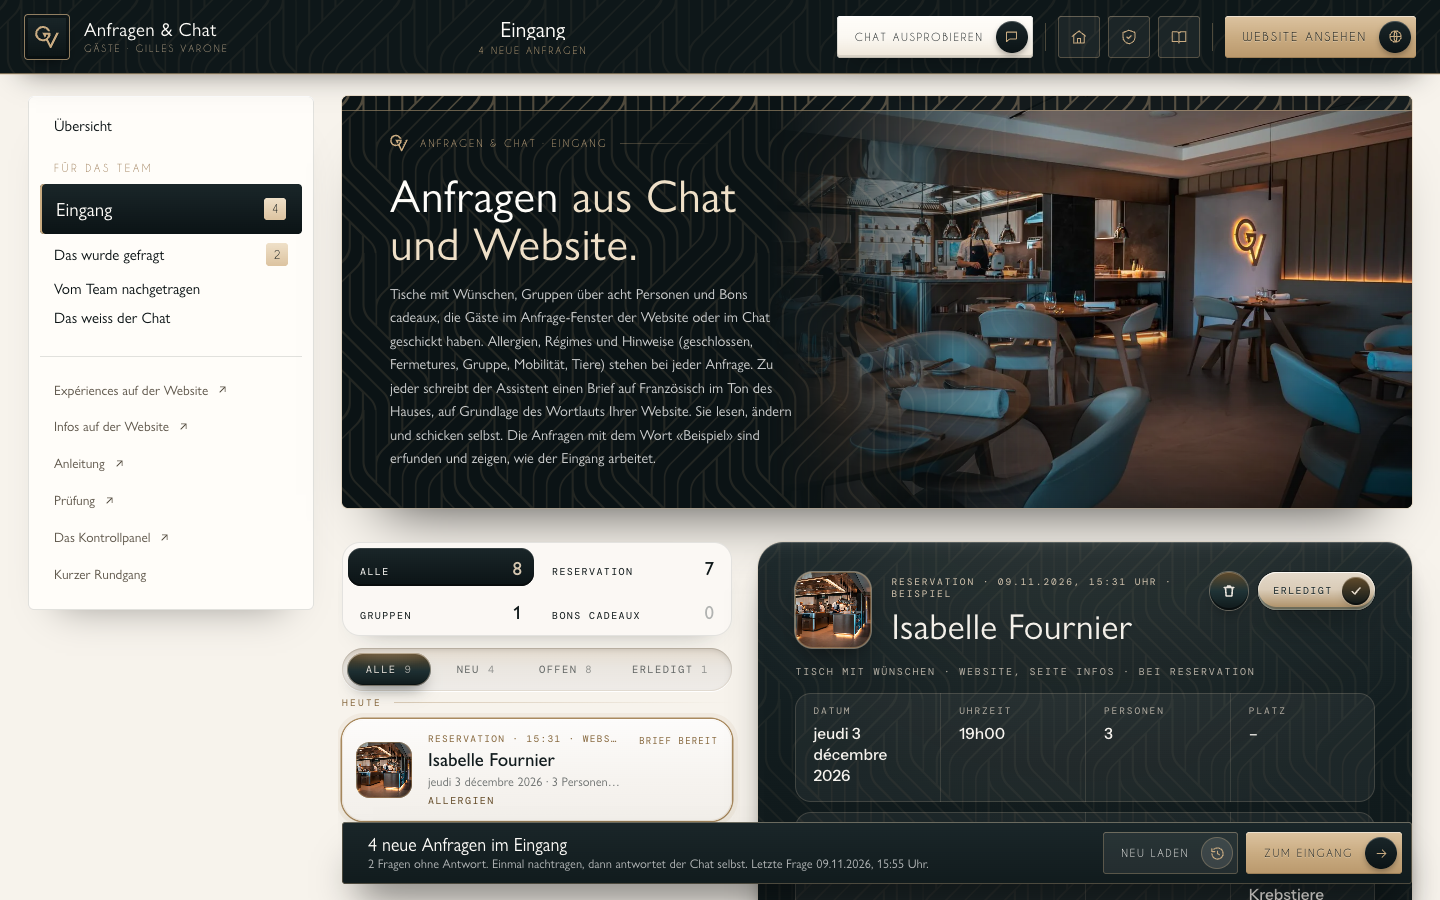 GV
Anfragen & Chat
GÄSTE · GILLES VARONE
Eingang
4 NEUE ANFRAGEN
CHAT AUSPROBIEREN
WEBSITE ANSEHEN
Übersicht
FÜR DAS TEAM
Eingang 4
Das wurde gefragt 2
Vom Team nachgetragen
Das weiss der Chat
Expériences auf der Website
Infos auf der Website
Anleitung
Prüfung
Das Kontrollpanel
Kurzer Rundgang
GV ANFRAGEN & CHAT · EINGANG
Anfragen aus Chat
und Website.
Tische mit Wünschen, Gruppen über acht Personen und Bons
cadeaux, die Gäste im Anfrage-Fenster der Website oder im Chat
geschickt haben. Allergien, Régimes und Hinweise (geschlossen,
Fermetures, Gruppe, Mobilität, Tiere) stehen bei jeder Anfrage. Zu
jeder schreibt der Assistent einen Brief auf Französisch im Ton des
Hauses, auf Grundlage des Wortlauts Ihrer Website. Sie lesen, ändern
und schicken selbst. Die Anfragen mit dem Wort «Beispiel» sind
erfunden und zeigen, wie der Eingang arbeitet.
GV
ALLE 8
RESERVATION 7
GRUPPEN 1
BONS CADEAUX 0
ALLE 9
NEU 4
OFFEN 8
ERLEDIGT 1
HEUTE
RESERVATION · 15:31 · WEBS…
BRIEF BEREIT
Isabelle Fournier
jeudi 3 décembre 2026 · 3 Personen…
ALLERGIEN
RESERVATION · 09.11.2026, 15:31 UHR ·
BEISPIEL
Isabelle Fournier
ERLEDIGT
TISCH MIT WÜNSCHEN · WEBSITE, SEITE INFOS · BEI RESERVATION
DATUM
jeudi 3
décembre
2026
UHRZEIT
19h00
PERSONEN
3
PLATZ
–
Krebstiere
4 neue Anfragen im Eingang
2 Fragen ohne Antwort. Einmal nachtragen, dann antwortet der Chat selbst. Letzte Frage 09.11.2026, 15:55 Uhr.
NEU LADEN
ZUM EINGANG